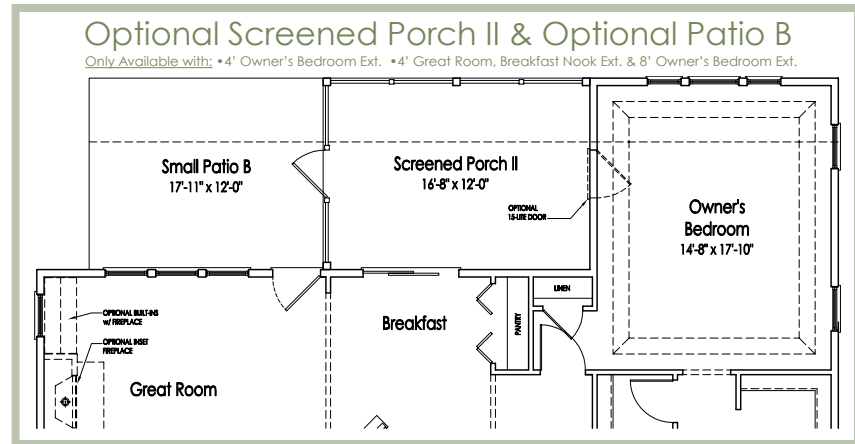 Optional Screened Porch II & Optional Patio B
Only Available with: •4' Owner's Bedroom Ext. •4' Great Room, Breakfast Nook Ext. & 8' Owner's Bedroom Ext.
Small Patio B
17'-11" x 12'-0"
Screened Porch II
16'-8" x 12'-0"
OPTIONAL
15-LITE DOOR
Owner's
Bedroom
14'-8" x 17'-10"
LINEN
PANTRY
OPTIONAL BUILT-INS
w/ FIREPLACE
OPTIONAL INSET
FIREPLACE
Breakfast
Great Room